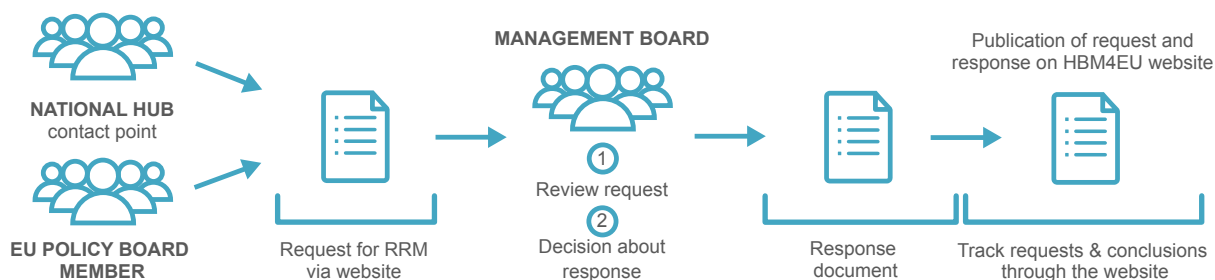 NATIONAL HUB
contact point
EU POLICY BOARD
MEMBER
Request for RRM
via website
MANAGEMENT BOARD
1
Review request
2
Decision about
response
Response
document
Publication of request and
response on HBM4EU website
Track requests & conclusions
through the website